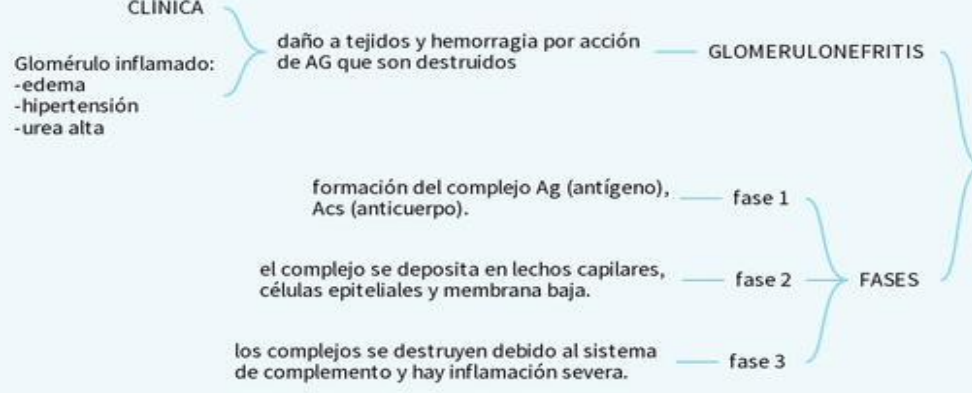 CLÍNICA
Glomérulo inflamado:
-edema
-hipertensión
-urea alta
daño a tejidos y hemorragia por acción
de AG que son destruidos
GLOMERULONEFRITIS
formación del complejo Ag (antígeno),
Acs (anticuerpo).
fase 1
el complejo se deposita en lechos capilares,
células epiteliales y membrana baja.
fase 2
FASES
los complejos se destruyen debido al sistema
de complemento y hay inflamación severa.
fase 3